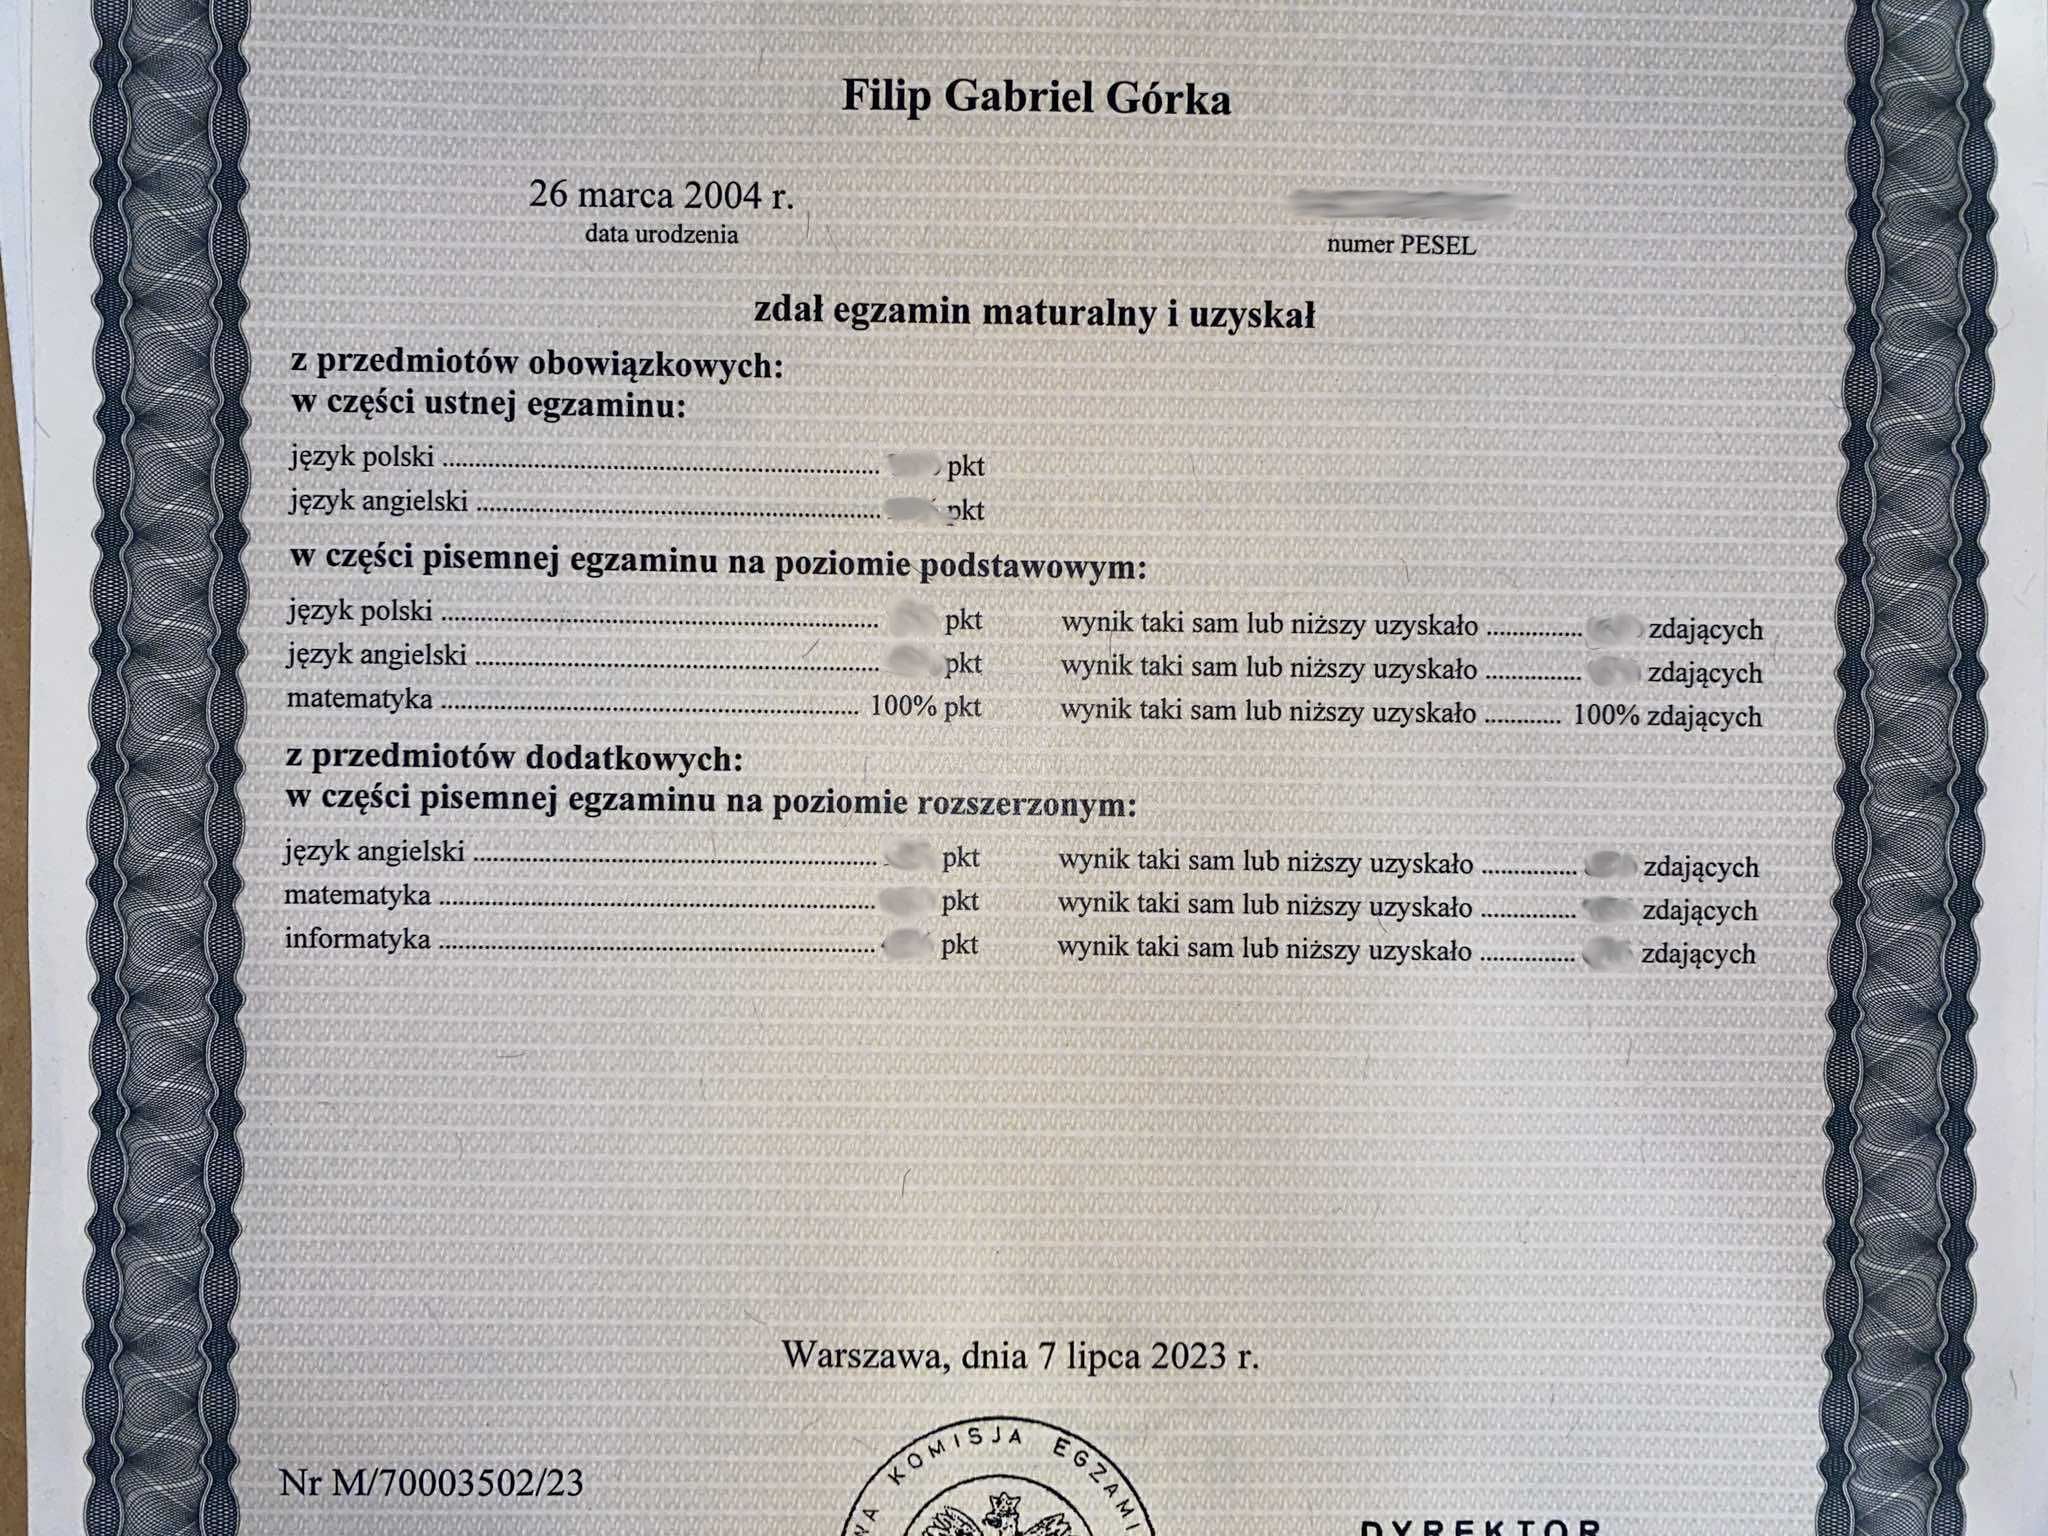 Filip Gabriel Górka
26 marca 2004 r.
data urodzenia
numer PESEL
zdał egzamin maturalny i uzyskał
z przedmiotów obowiązkowych:
w części ustnej egzaminu:
język polski ........ pkt
język angielski ........ pkt
w części pisemnej egzaminu na poziomie podstawowym:
język polski ........ pkt wynik taki sam lub niższy uzyskało ........ zdających
język angielski ........ pkt wynik taki sam lub niższy uzyskało ........ zdających
matematyka ........ 100% pkt wynik taki sam lub niższy uzyskało ........ 100% zdających
z przedmiotów dodatkowych:
w części pisemnej egzaminu na poziomie rozszerzonym:
język angielski ........ pkt wynik taki sam lub niższy uzyskało ........ zdających
matematyka ........ pkt wynik taki sam lub niższy uzyskało ........ zdających
informatyka ........ pkt wynik taki sam lub niższy uzyskało ........ zdających
Warszawa, dnia 7 lipca 2023 r.
Nr M/70003502/23
WA KOMISJA EGZAMI
DYREKTOR